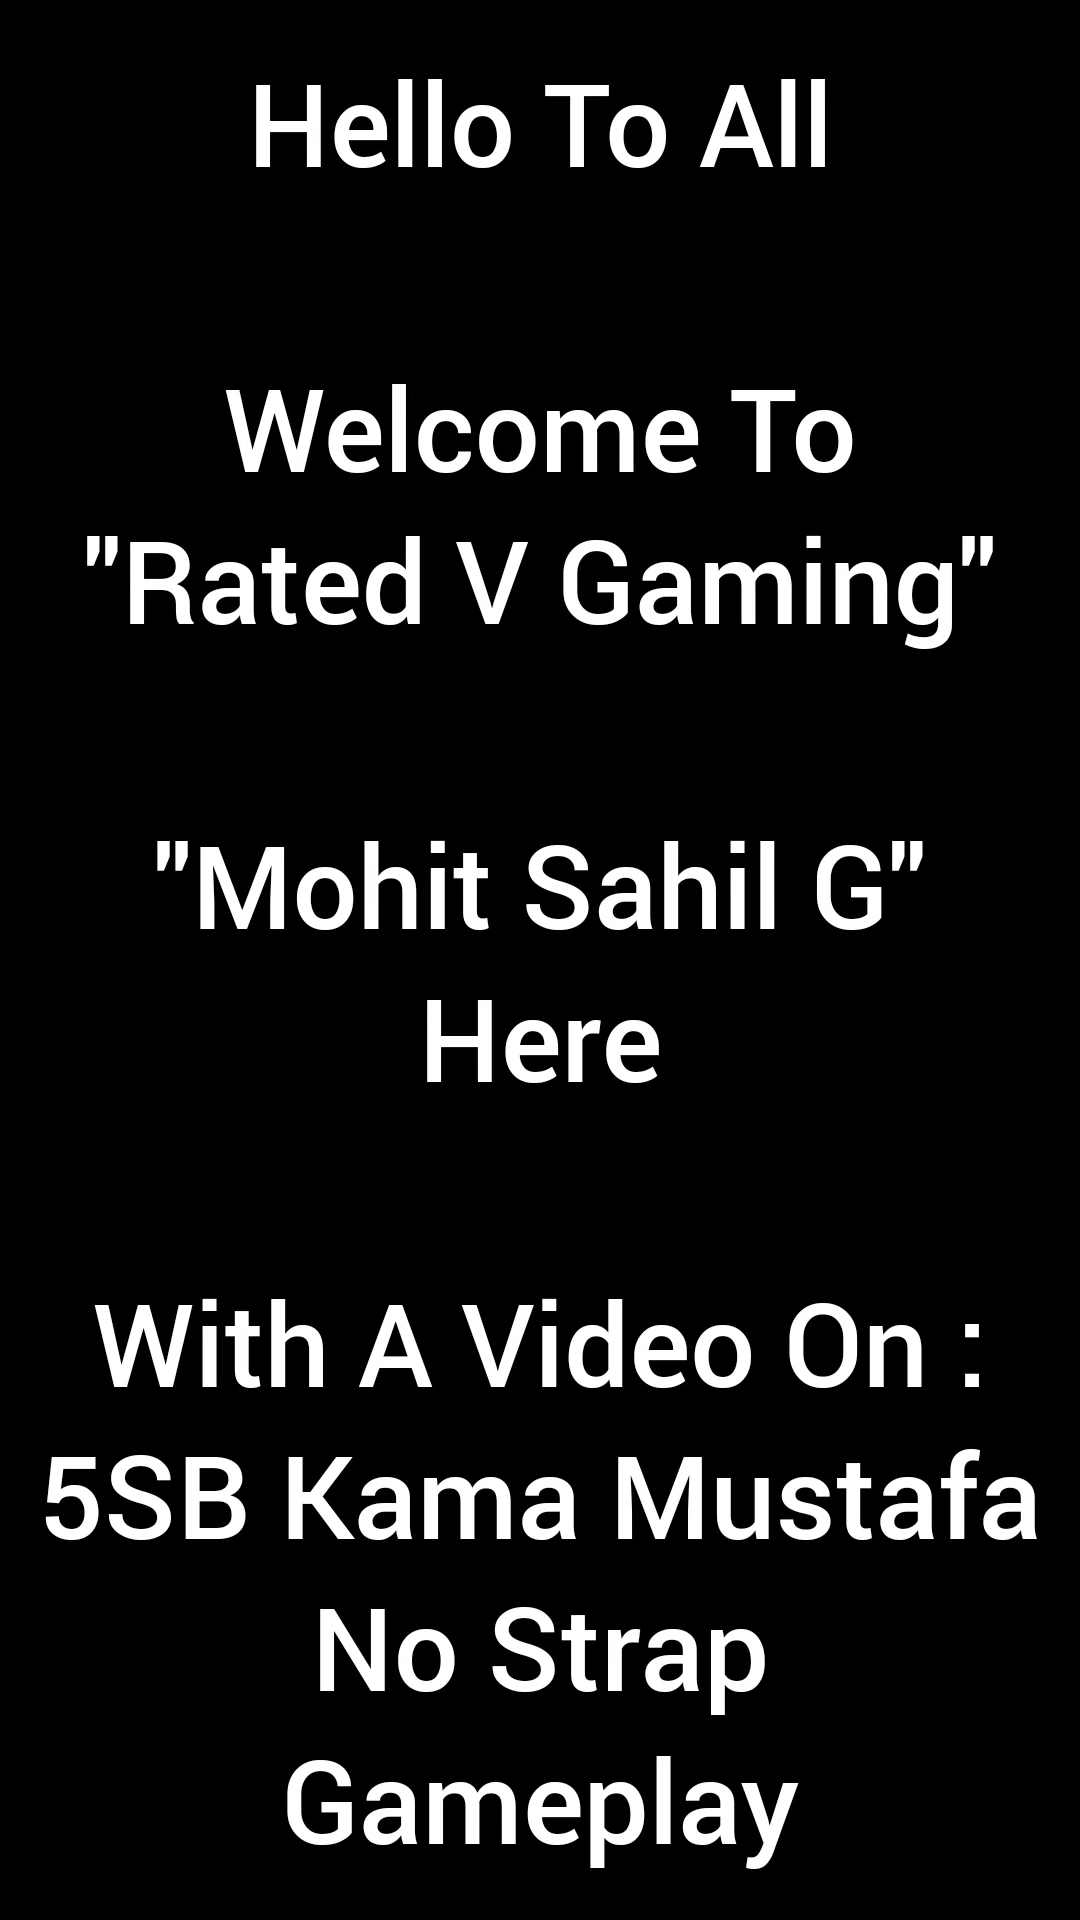 Hello To All
Welcome To
"Rated V Gaming"
"Mohit Sahil G"
Here
With A Video On :
5SB Kama Mustafa
No Strap
Gameplay